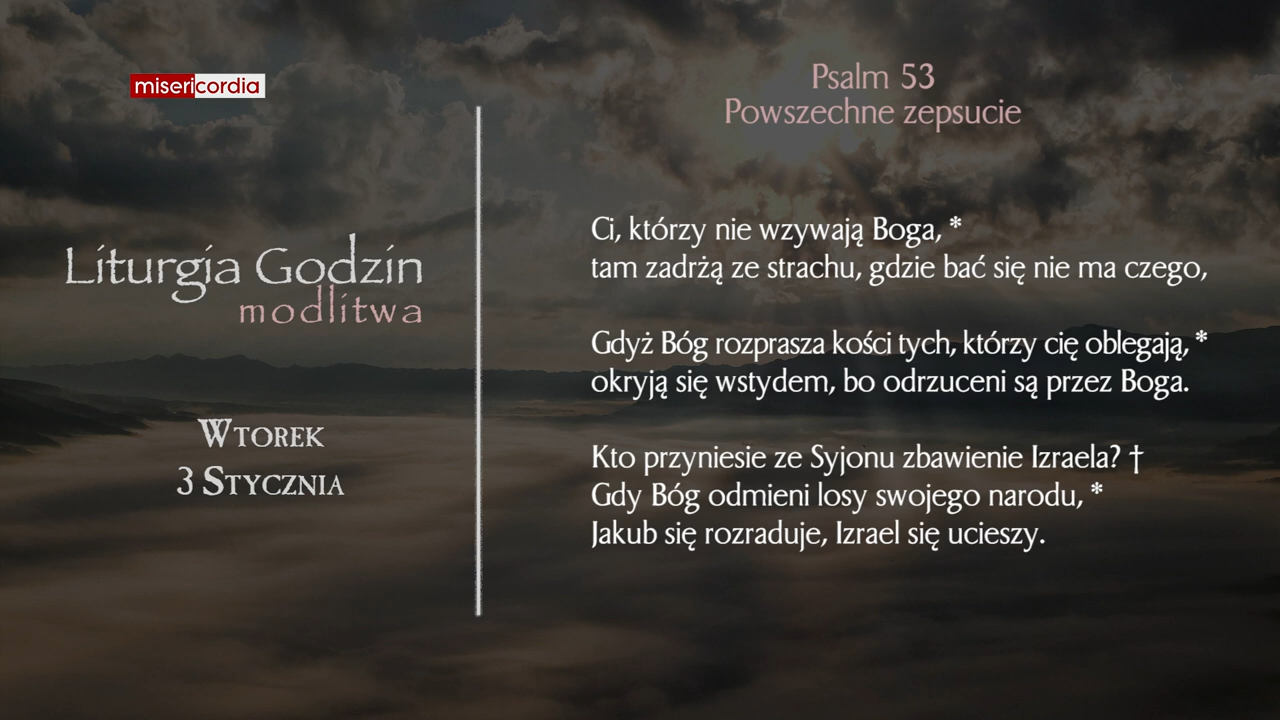 misericordia
Liturgia Godzin
modlitwa
Wtorek
3 Stycznia
Psalm 53
Powszechne zepsucie
Ci, którzy nie wzywają Boga, *
tam zadrżą ze strachu, gdzie bać się nie ma czego,
Gdyż Bóg rozprasza kości tych, którzy cię oblegają, *
okryją się wstydem, bo odrzuceni są przez Boga.
Kto przyniesie ze Syjonu zbawienie Izraela? †
Gdy Bóg odmieni losy swojego narodu, *
Jakub się rozraduje, Izrael się ucieszy.